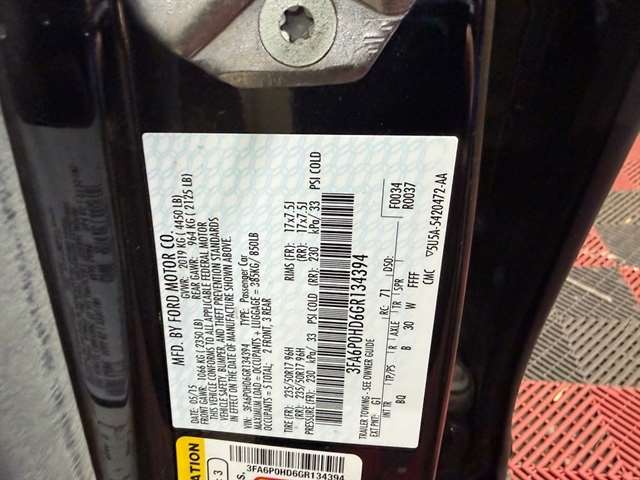 MFD. BY FORD MOTOR CO.
DATE: 05/15 GVWR: 2019 KG (4450 LB)
FRONT GAWR: 1066 KG (2350 LB) REAR GAWR: 964 KG (2125 LB)
THIS VEHICLE CONFORMS TO ALL APPLICABLE FEDERAL MOTOR
VEHICLE SAFETY, BUMPER, AND THEFT PREVENTION STANDARDS
IN EFFECT ON THE DATE OF MANUFACTURE SHOWN ABOVE.
VIN: 3FA6P0HD6GR134394 TYPE: Passenger Car
MAXIMUM LOAD = OCCUPANTS + LUGGAGE = 385KG/ 850LB
OCCUPANTS = 5 TOTAL: 2 FRONT, 3 REAR
TIRE (FR): 235/50R17 96H RIMS (FR): 17x7.5J
TIRE (RR): 235/50R17 96H (RR): 17x7.5J
PRESSURE (FR): 230 kPa/ 33 PSI COLD (RR): 230 kPa/ 33 PSI COLD
3FA6P0HD6GR134394
F0034
R0037
TRAILER TOWING - SEE OWNER GUIDE
EXT PNT: G1 RC: 71 DSO:
INT TR TP/PS R AXLE TR SPR
BQ B 30 W FFFF
CMC 5U5A-5420472-AA
3FA6P0HD6GR134394